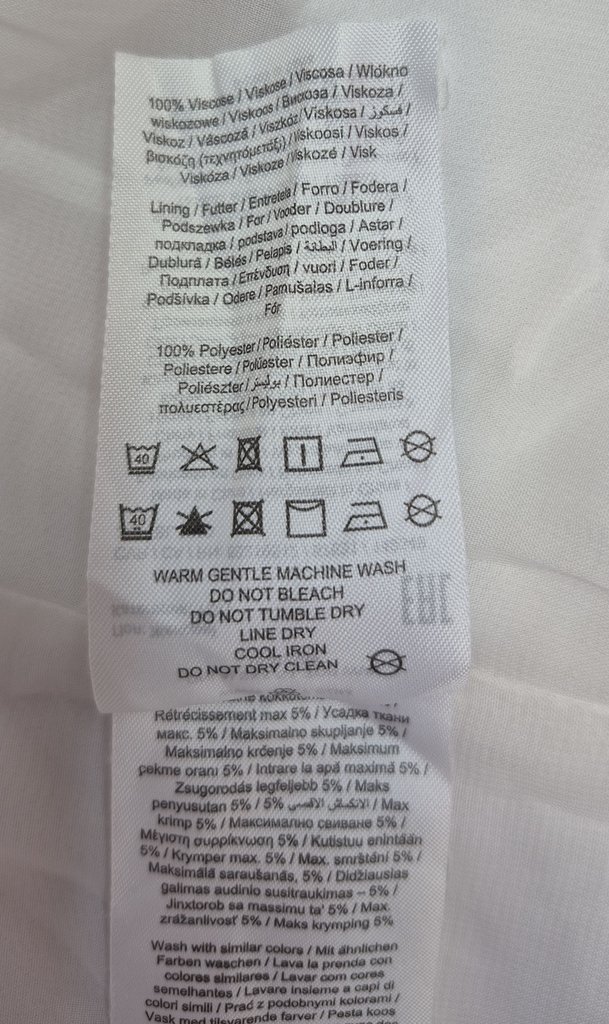 100% Viscose / Viskose / Viscosa / Włókno
wiskozowe / Viskoos / Вискоза / Viskoza /
Viskoz / Vâscoză / Viszkóz / Viskosa / فسكوز /
βισκόζη (τεχνητόμετάξι) / Viskoosi / Viskos /
Viskóza / Viskoze / Viskozé / Visk
Lining / Futter / Entretela / Forro / Fodera /
Podszewka / For / Vooder / Doublure /
подкладка / podstava / podloga / Astar /
Dublură / Bélés / Pelapis / البطانة / Voering /
Подплата / Επένδυση / vuori / Foder /
Podšívka / Odere / Pamušalas / L-inforra /
Fór
100% Polyester / Poliéster / Poliester /
Poliestere / Polüester / Полиэфир /
Poliészter / بوليستر / Полиестер /
πολυεστέρας / Polyesteri / Poliesteris
40
40
WARM GENTLE MACHINE WASH
DO NOT BLEACH
DO NOT TUMBLE DRY
LINE DRY
COOL IRON
DO NOT DRY CLEAN
Rétrécissement max 5% / Усадка ткани
макс. 5% / Maksimalno skupljanje 5% /
Maksimalno krčenje 5% / Maksimum
çekme oranı 5% / Intrare la apă maximă 5% /
Zsugorodás legfeljebb 5% / Maks
penyusutan 5% / 5% الانكماش الاقصى / Max
krimp 5% / Максимално свиване 5% /
Μέγιστη συρρίκνωση 5% / Kutistuu enintään
5% / Krymper max. 5% / Max. smrštání 5% /
Maksimālā saraušanās, 5% / Didžiausias
galimas audinio susitraukimas – 5% /
Jinxtorob sa massimu ta' 5% / Max.
zrážanlivosť 5% / Maks krymping 5%
Wash with similar colors / Mit ähnlichen
Farben waschen / Lava la prenda con
colores similares / Lavar com cores
semelhantes / Lavare insieme a capi di
colori simili / Prać z podobnymi kolorami /
Vask med tilsvarende farver / Pesta koos